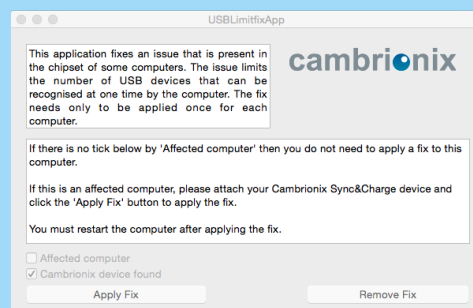 USBLimitfixApp
This application fixes an issue that is present in
the chipset of some computers. The issue limits
the number of USB devices that can be
recognised at one time by the computer. The fix
needs only to be applied once for each
computer.
cambrionix
If there is no tick below by 'Affected computer' then you do not need to apply a fix to this
computer.
If this is an affected computer, please attach your Cambrionix Sync&Charge device and
click the 'Apply Fix' button to apply the fix.
You must restart the computer after applying the fix.
Affected computer
Cambrionix device found
Apply Fix
Remove Fix